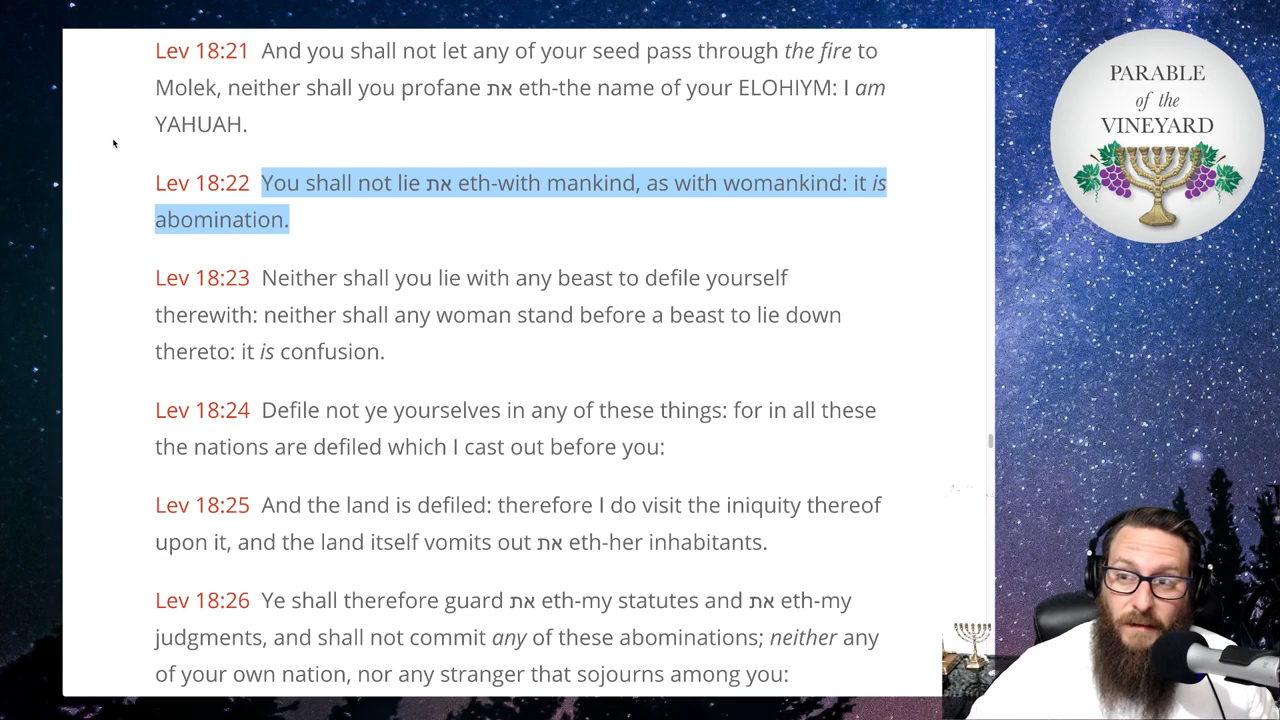 Lev 18:21 And you shall not let any of your seed pass through the fire to
Molek, neither shall you profane את eth-the name of your ELOHIYM: I am
YAHUAH.
Lev 18:22 You shall not lie את eth-with mankind, as with womankind: it is
abomination.
Lev 18:23 Neither shall you lie with any beast to defile yourself
therewith: neither shall any woman stand before a beast to lie down
thereto: it is confusion.
Lev 18:24 Defile not ye yourselves in any of these things: for in all these
the nations are defiled which I cast out before you:
Lev 18:25 And the land is defiled: therefore I do visit the iniquity thereof
upon it, and the land itself vomits out את eth-her inhabitants.
Lev 18:26 Ye shall therefore guard את eth-my statutes and את eth-my
judgments, and shall not commit any of these abominations; neither any
of your own nation, nor any stranger that sojourns among you:
PARABLE
of the
VINEYARD